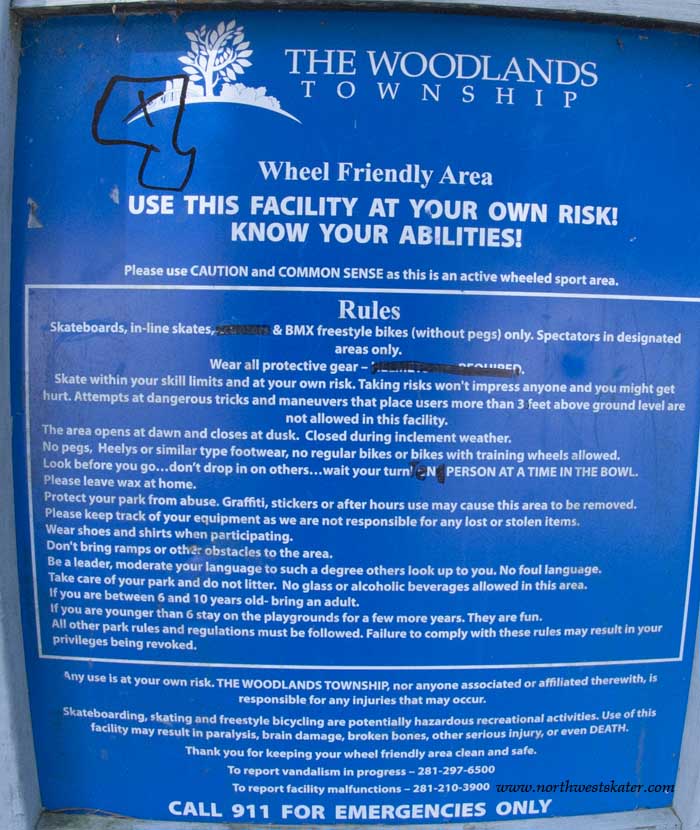 THE WOODLANDS
TOWNSHIP
X
Wheel Friendly Area
USE THIS FACILITY AT YOUR OWN RISK!
KNOW YOUR ABILITIES!
Please use CAUTION and COMMON SENSE as this is an active wheeled sport area.
Rules
Skateboards, in-line skates, & BMX freestyle bikes (without pegs) only. Spectators in designated
areas only.
Wear all protective gear – REQUIRED.
Skate within your skill limits and at your own risk. Taking risks won't impress anyone and you might get
hurt. Attempts at dangerous tricks and maneuvers that place users more than 3 feet above ground level are
not allowed in this facility.
The area opens at dawn and closes at dusk. Closed during inclement weather.
No pegs, Heelys or similar type footwear, no regular bikes or bikes with training wheels allowed.
Look before you go...don't drop in on others...wait your turn! PERSON AT A TIME IN THE BOWL.
Please leave wax at home.
Protect your park from abuse. Graffiti, stickers or after hours use may cause this area to be removed.
Please keep track of your equipment as we are not responsible for any lost or stolen items.
Wear shoes and shirts when participating.
Don't bring ramps or other obstacles to the area.
Be a leader, moderate your language to such a degree others look up to you. No foul language.
Take care of your park and do not litter. No glass or alcoholic beverages allowed in this area.
If you are between 6 and 10 years old- bring an adult.
If you are younger than 6 stay on the playgrounds for a few more years. They are fun.
All other park rules and regulations must be followed. Failure to comply with these rules may result in your
privileges being revoked.
Any use is at your own risk. THE WOODLANDS TOWNSHIP, nor anyone associated or affiliated therewith, is
responsible for any injuries that may occur.
Skateboarding, skating and freestyle bicycling are potentially hazardous recreational activities. Use of this
facility may result in paralysis, brain damage, broken bones, other serious injury, or even DEATH.
Thank you for keeping your wheel friendly area clean and safe.
To report vandalism in progress – 281-297-6500
To report facility malfunctions – 281-210-3900
www.northwestskater.com
CALL 911 FOR EMERGENCIES ONLY